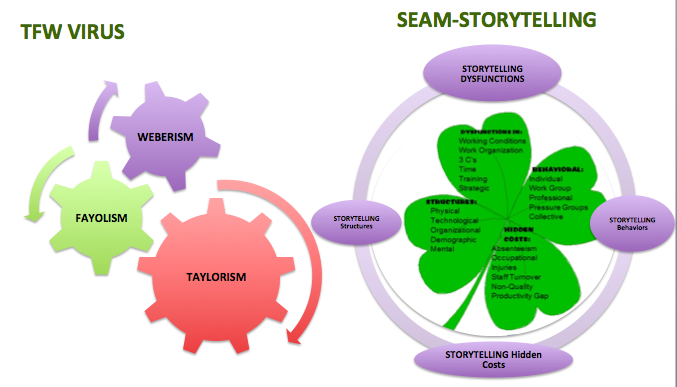 TFW VIRUS
WEBERISM
FAYOLISM
TAYLORISM
SEAM-STORYTELLING
STORYTELLING
DYSFUNCTIONS
DYSFUNCTIONS IN:
Working Conditions
Work Organization
3 C's
Time
Training
Strategic
BEHAVIORAL:
Individual
Work Group
Professional
Pressure Groups
Collective
STRUCTURES:
Physical
Technological
Organizational
Demographic
Mental
HIDDEN
COSTS:
Absenteeism
Occupational
Injuries
Staff Turnover
Non-Quality
Productivity Gap
STORYTELLING
Structures
STORYTELLING
Behaviors
STORYTELLING Hidden
Costs